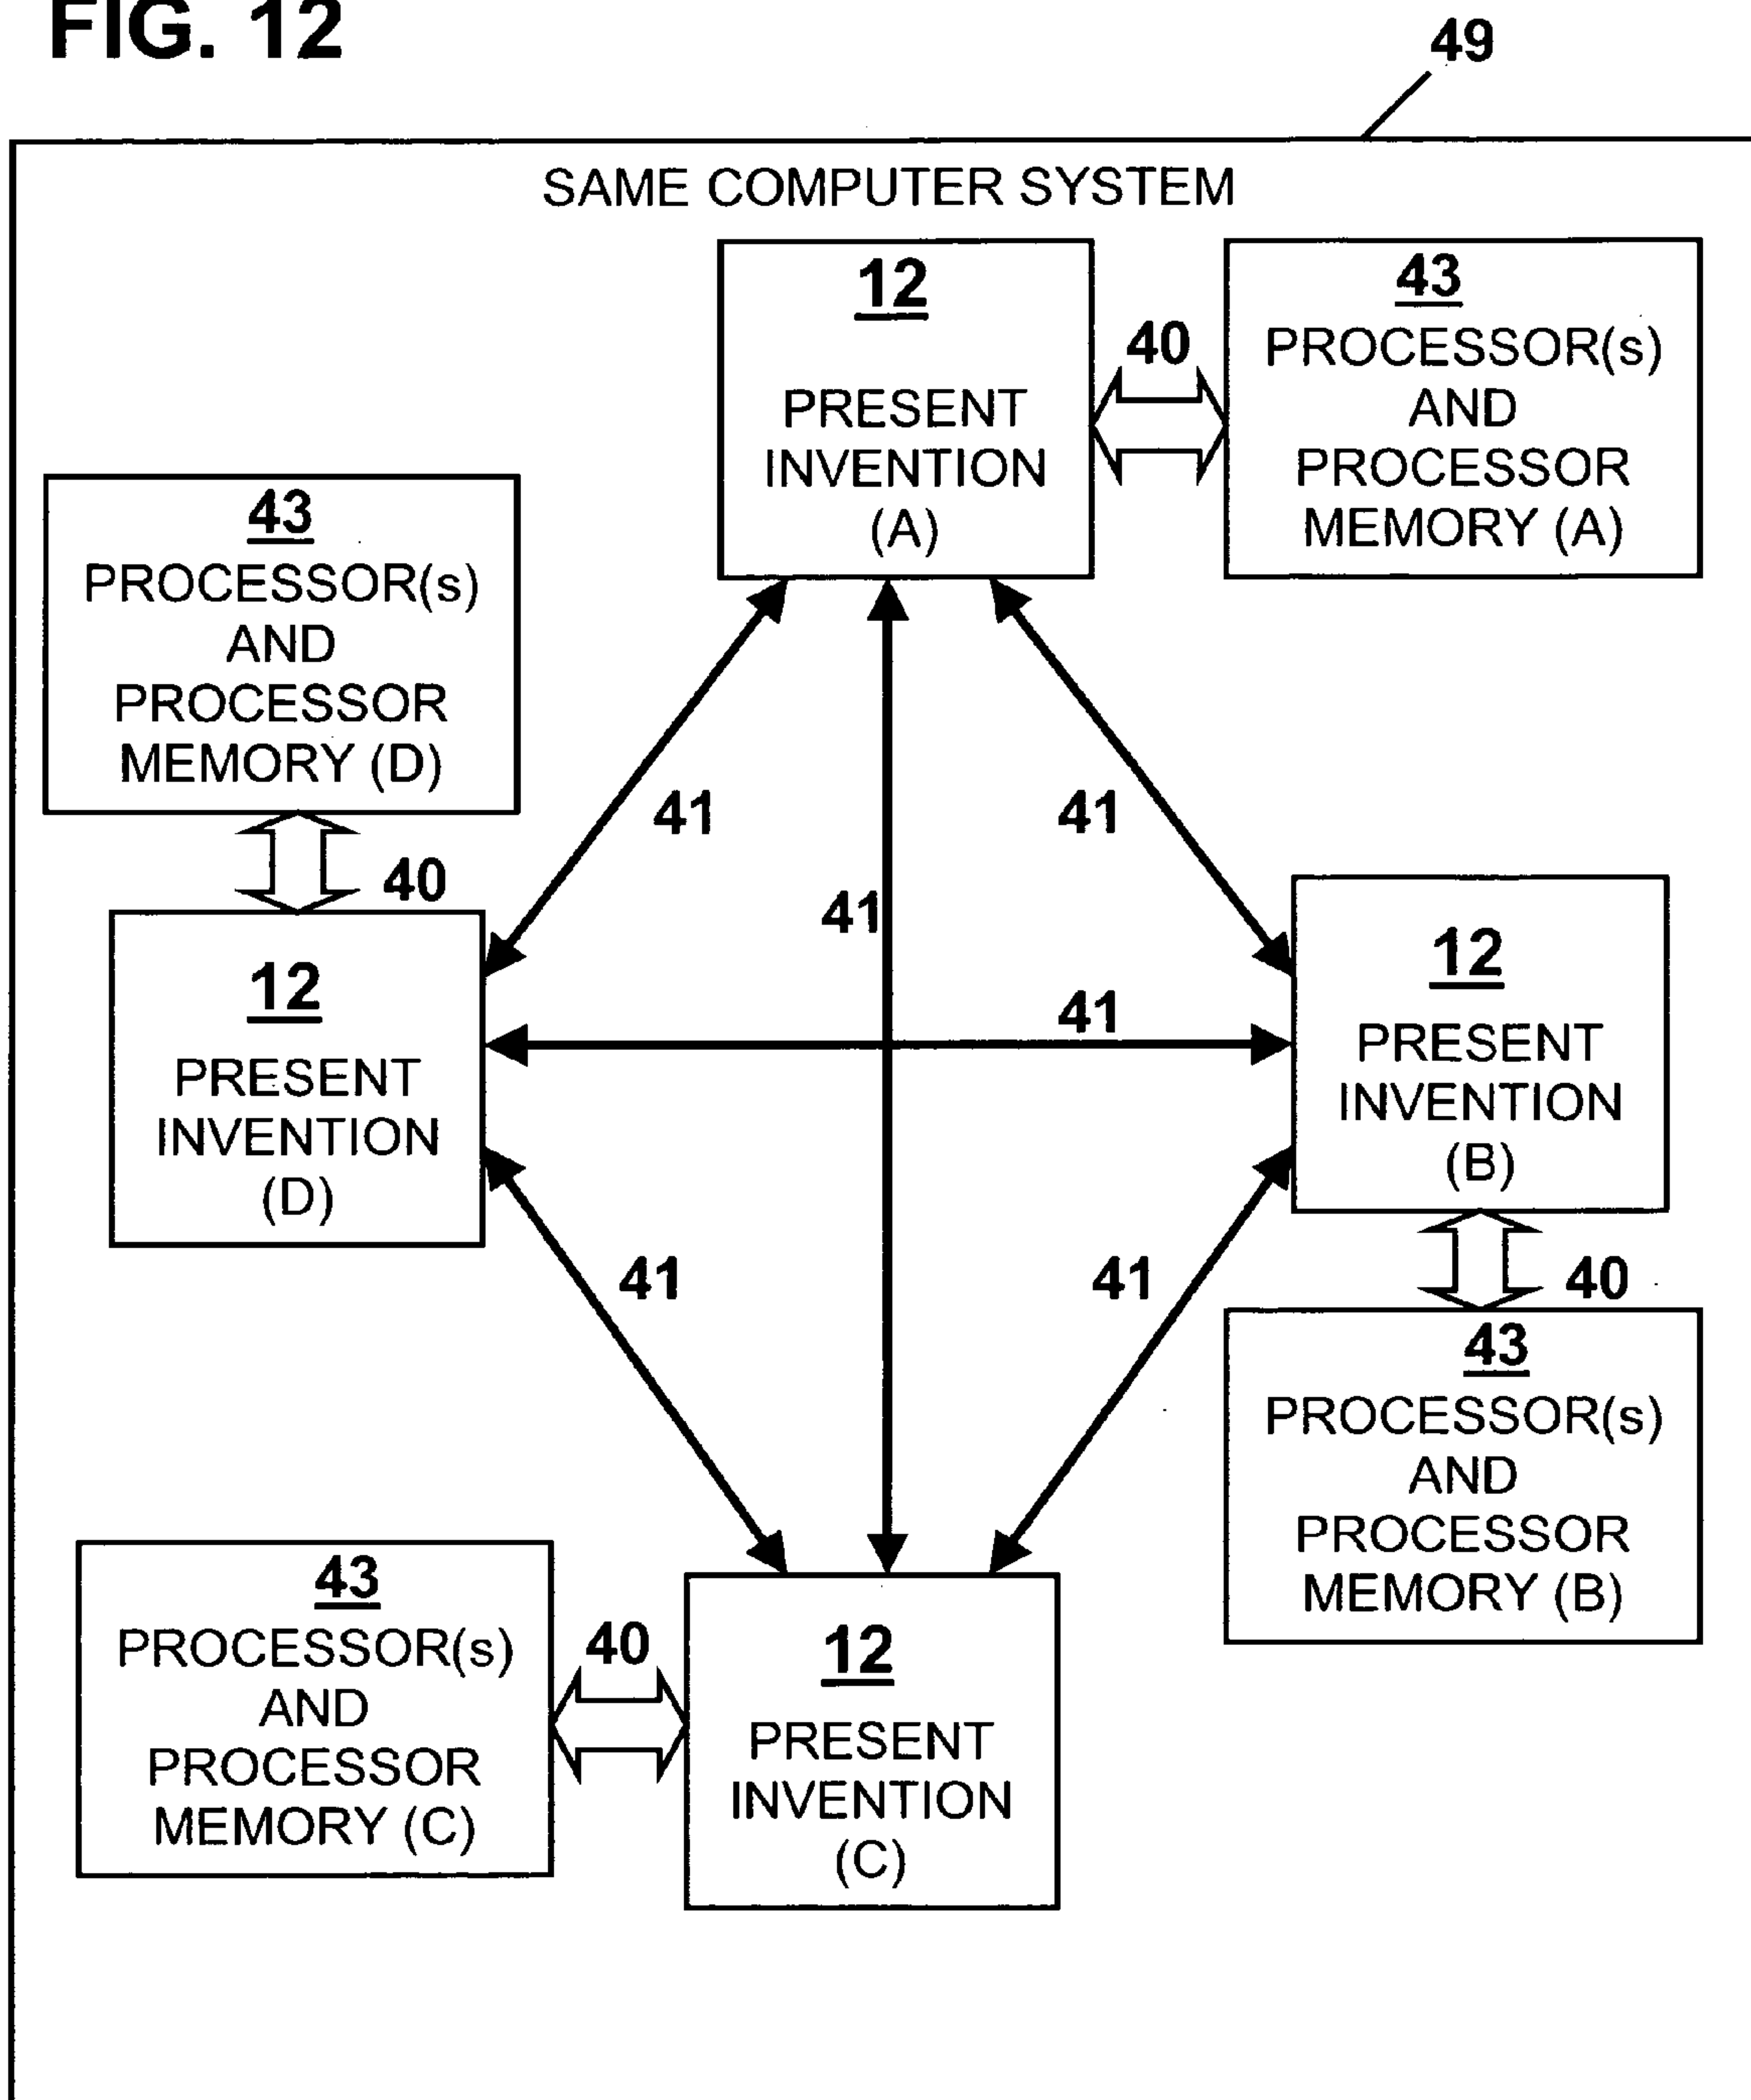 FIG. 12
49
SAME COMPUTER SYSTEM
12
PRESENT
INVENTION
(A)
40
43
PROCESSOR(s)
AND
PROCESSOR
MEMORY (A)
43
PROCESSOR(s)
AND
PROCESSOR
MEMORY (D)
40
41
41
41
41
12
PRESENT
INVENTION
(D)
12
PRESENT
INVENTION
(B)
40
41
41
43
PROCESSOR(s)
AND
PROCESSOR
MEMORY (B)
43
PROCESSOR(s)
AND
PROCESSOR
MEMORY (C)
40
12
PRESENT
INVENTION
(C)